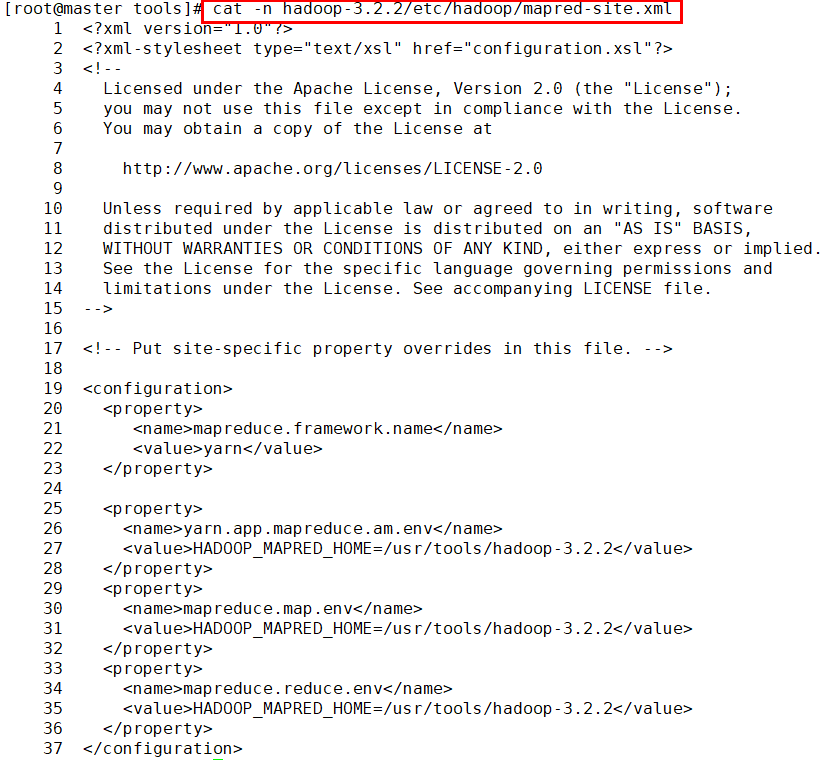 [root@master tools]# cat -n hadoop-3.2.2/etc/hadoop/mapred-site.xml
     1  <?xml version="1.0"?>
     2  <?xml-stylesheet type="text/xsl" href="configuration.xsl"?>
     3  <!--
     4    Licensed under the Apache License, Version 2.0 (the "License");
     5    you may not use this file except in compliance with the License.
     6    You may obtain a copy of the License at
     7
     8      http://www.apache.org/licenses/LICENSE-2.0
     9
    10    Unless required by applicable law or agreed to in writing, software
    11    distributed under the License is distributed on an "AS IS" BASIS,
    12    WITHOUT WARRANTIES OR CONDITIONS OF ANY KIND, either express or implied.
    13    See the License for the specific language governing permissions and
    14    limitations under the License. See accompanying LICENSE file.
    15  -->
    16
    17  <!-- Put site-specific property overrides in this file. -->
    18
    19  <configuration>
    20    <property>
    21       <name>mapreduce.framework.name</name>
    22       <value>yarn</value>
    23    </property>
    24
    25    <property>
    26      <name>yarn.app.mapreduce.am.env</name>
    27      <value>HADOOP_MAPRED_HOME=/usr/tools/hadoop-3.2.2</value>
    28    </property>
    29    <property>
    30      <name>mapreduce.map.env</name>
    31      <value>HADOOP_MAPRED_HOME=/usr/tools/hadoop-3.2.2</value>
    32    </property>
    33    <property>
    34      <name>mapreduce.reduce.env</name>
    35      <value>HADOOP_MAPRED_HOME=/usr/tools/hadoop-3.2.2</value>
    36    </property>
    37  </configuration>